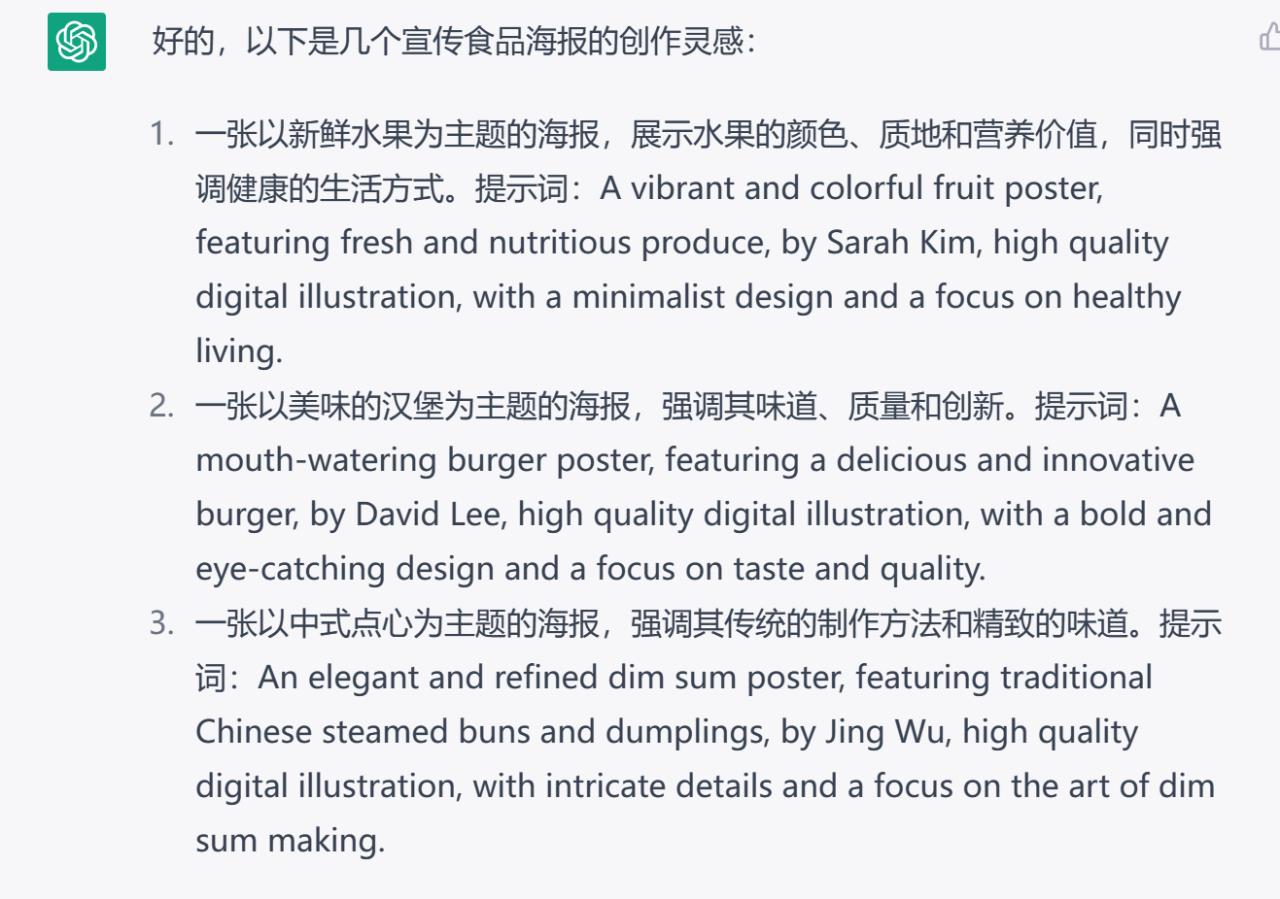 好的，以下是几个宣传食品海报的创作灵感：
1. 一张以新鲜水果为主题的海报，展示水果的颜色、质地和营养价值，同时强
调健康的生活方式。提示词：A vibrant and colorful fruit poster,
featuring fresh and nutritious produce, by Sarah Kim, high quality
digital illustration, with a minimalist design and a focus on healthy
living.
2. 一张以美味的汉堡为主题的海报，强调其味道、质量和创新。提示词：A
mouth-watering burger poster, featuring a delicious and innovative
burger, by David Lee, high quality digital illustration, with a bold and
eye-catching design and a focus on taste and quality.
3. 一张以中式点心为主题的海报，强调其传统的制作方法和精致的味道。提示
词：An elegant and refined dim sum poster, featuring traditional
Chinese steamed buns and dumplings, by Jing Wu, high quality
digital illustration, with intricate details and a focus on the art of dim
sum making.